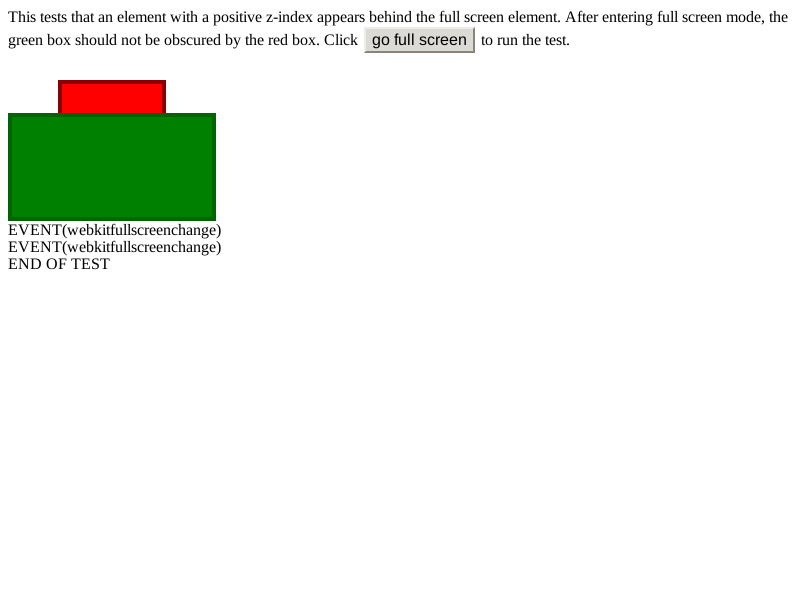 This tests that an element with a positive z-index appears behind the full screen element. After entering full screen mode, the
green box should not be obscured by the red box. Click go full screen to run the test.
EVENT(webkitfullscreenchange)
EVENT(webkitfullscreenchange)
END OF TEST